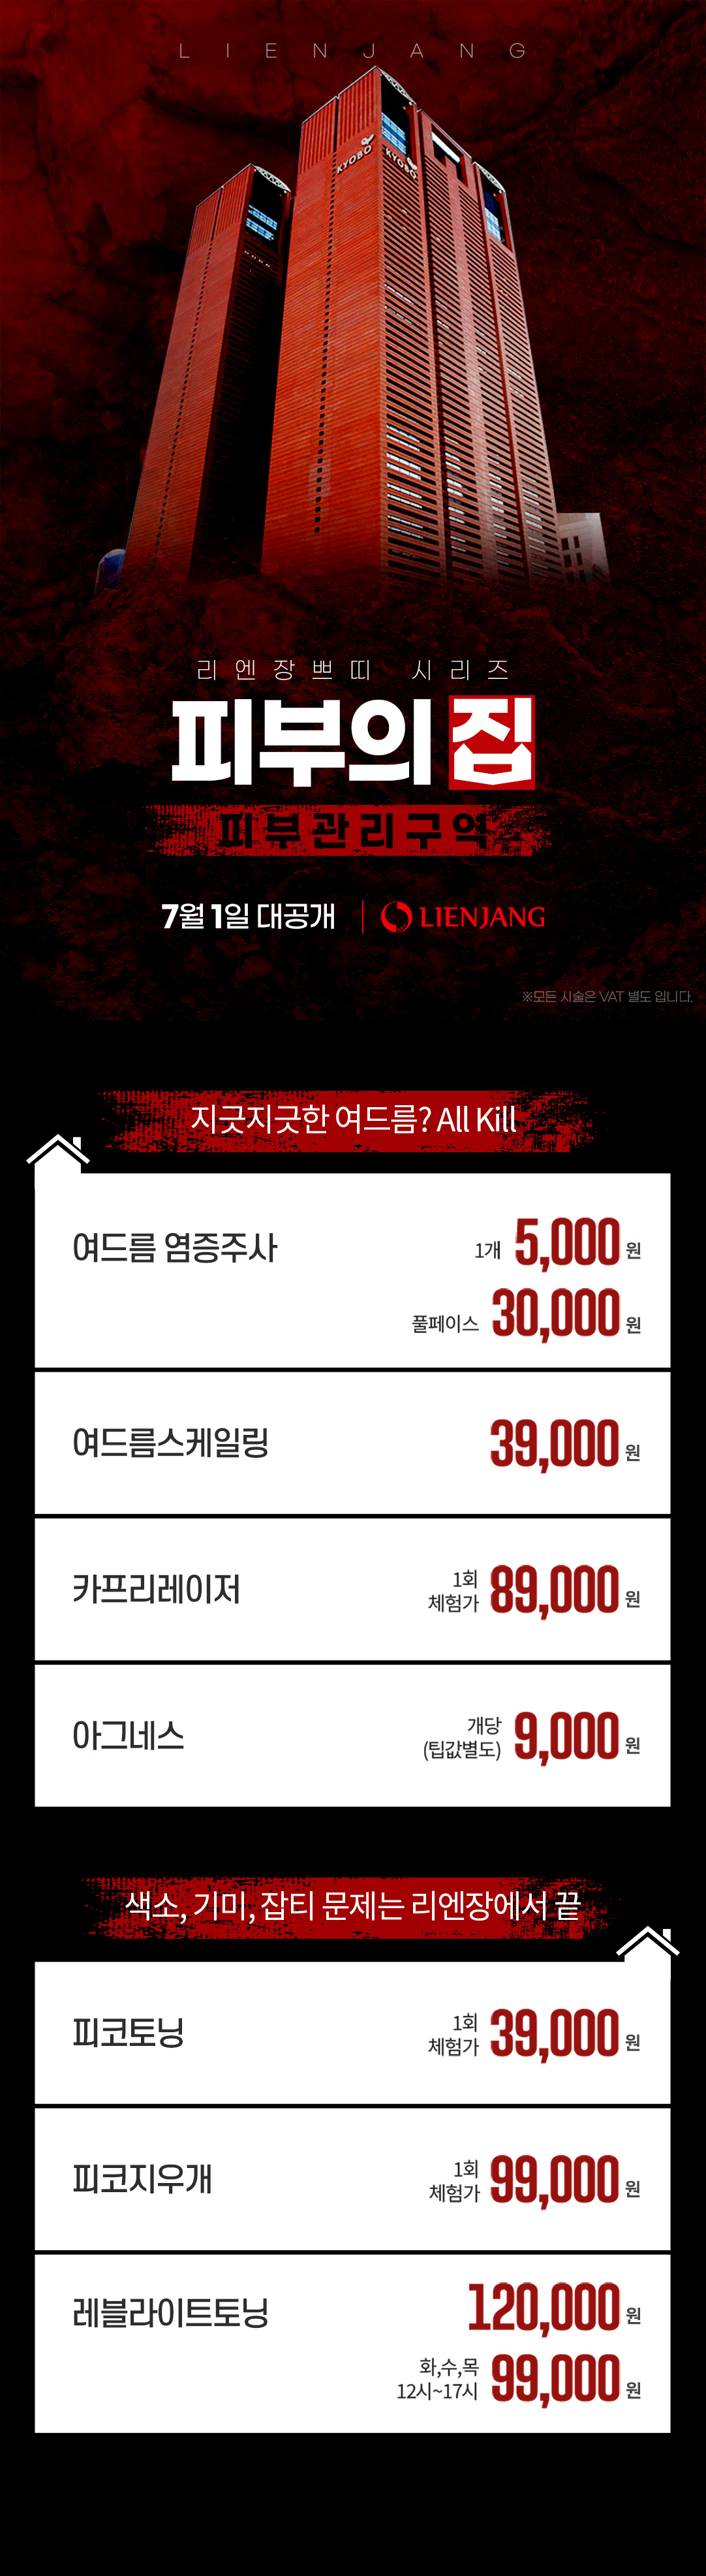 LIENJANG
KYOBO
KYOBO
리엔장쁘띠 시리즈
피부의 집
피부관리구역
7월 1일 대공개
LIENJANG
※모든 시술은 VAT 별도 입니다.
지긋지긋한 여드름? All Kill
여드름 염증주사 1개 5,000원
풀페이스 30,000원
여드름스케일링 39,000원
카프리레이저 1회 체험가 89,000원
아그네스 개당 (팁값별도) 9,000원
색소, 기미, 잡티 문제는 리엔장에서 끝
피코토닝 1회 체험가 39,000원
피코지우개 1회 체험가 99,000원
레블라이트토닝 120,000원
화,수,목 12시~17시 99,000원